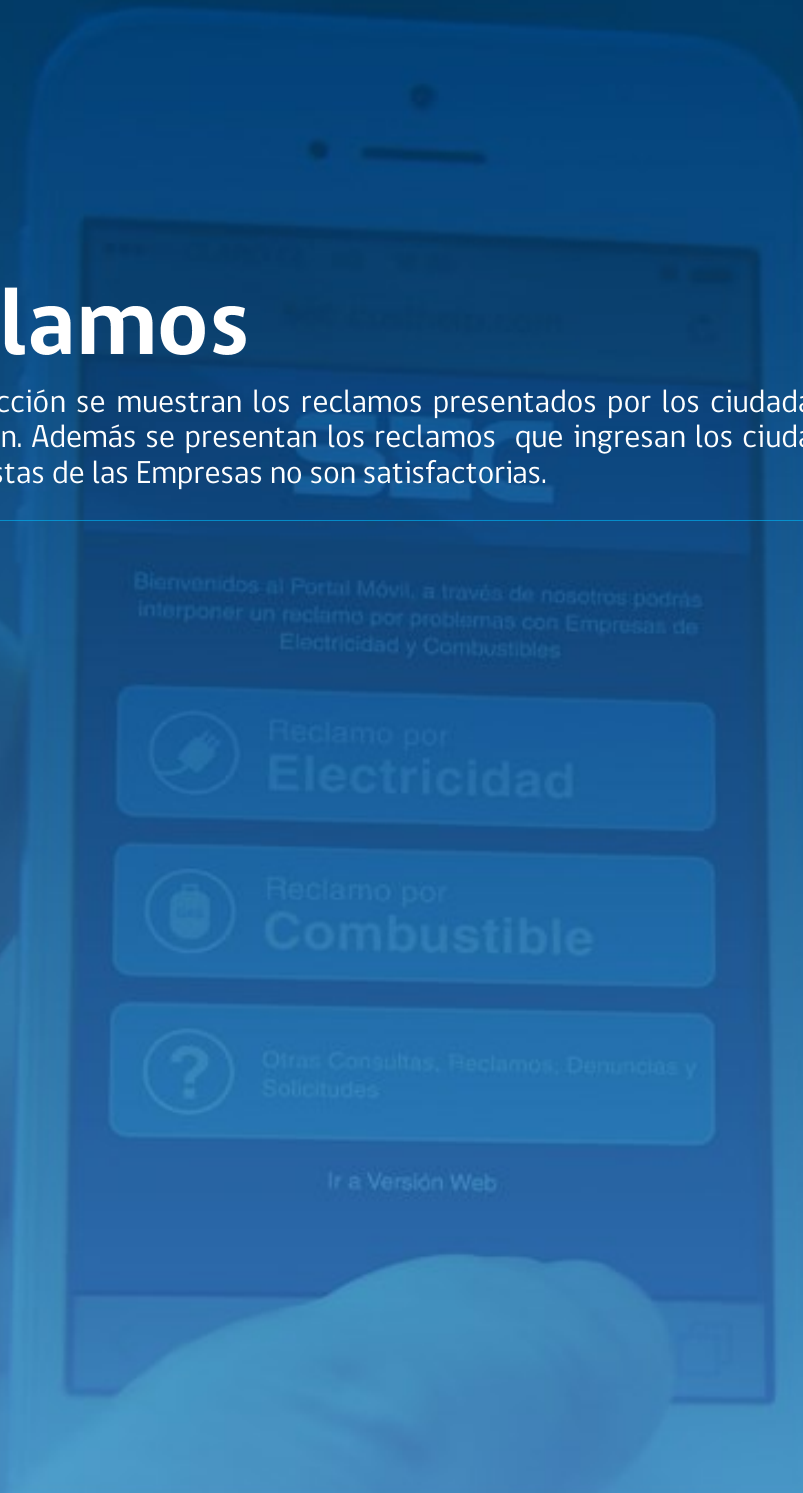 lamos
cción se muestran los reclamos presentados por los ciudada
n. Además se presentan los reclamos que ingresan los ciuda
stas de las Empresas no son satisfactorias.
SEC
Bienvenidos al Portal Móvil, a través de nosotros podrás
interponer un reclamo por problemas con Empresas de
Electricidad y Combustibles
Reclamo por
Electricidad
Reclamo por
Combustible
Otras Consultas, Reclamos, Denuncias y
Solicitudes
Ir a Versión Web